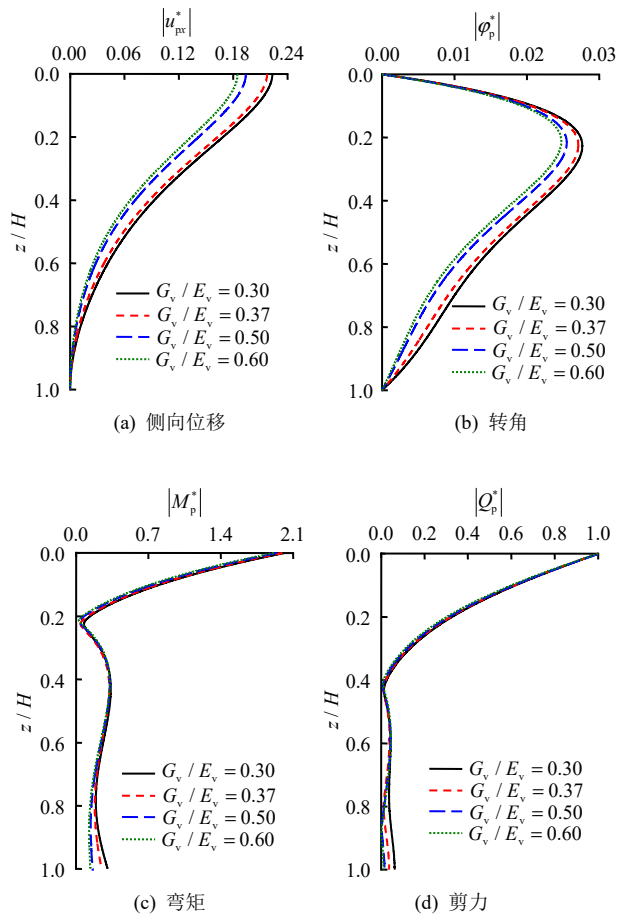 |u*px|
0.00 0.06 0.12 0.18 0.24
0.0
0.2
0.4
0.6
0.8
1.0
z / H
Gv / Ev = 0.30
Gv / Ev = 0.37
Gv / Ev = 0.50
Gv / Ev = 0.60
(a) 侧向位移
|φ*p|
0.00 0.01 0.02 0.03
0.0
0.2
0.4
0.6
0.8
1.0
z / H
Gv / Ev = 0.30
Gv / Ev = 0.37
Gv / Ev = 0.50
Gv / Ev = 0.60
(b) 转角
|M*p|
0.0 0.7 1.4 2.1
0.0
0.2
0.4
0.6
0.8
1.0
z / H
Gv / Ev = 0.30
Gv / Ev = 0.37
Gv / Ev = 0.50
Gv / Ev = 0.60
(c) 弯矩
|Q*p|
0.0 0.2 0.4 0.6 0.8 1.0
0.0
0.2
0.4
0.6
0.8
1.0
z / H
Gv / Ev = 0.30
Gv / Ev = 0.37
Gv / Ev = 0.50
Gv / Ev = 0.60
(d) 剪力